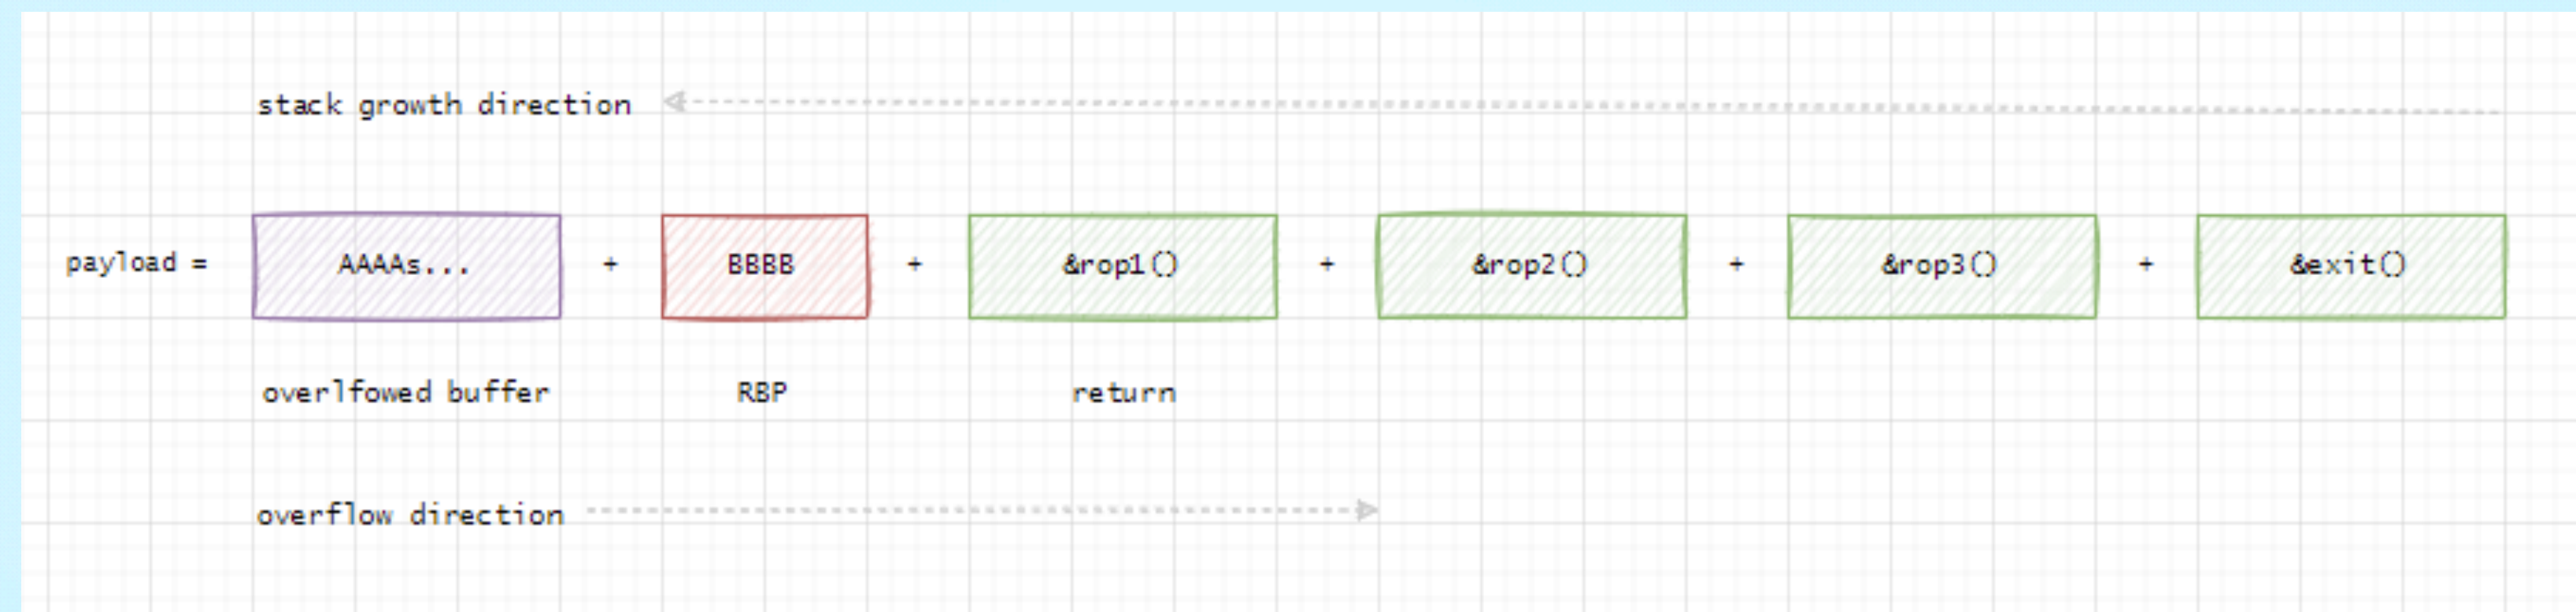 stack growth direction
payload = AAAAs... + BBBB + &rop1() + &rop2() + &rop3() + &exit()
overlfowed buffer RBP return
overflow direction